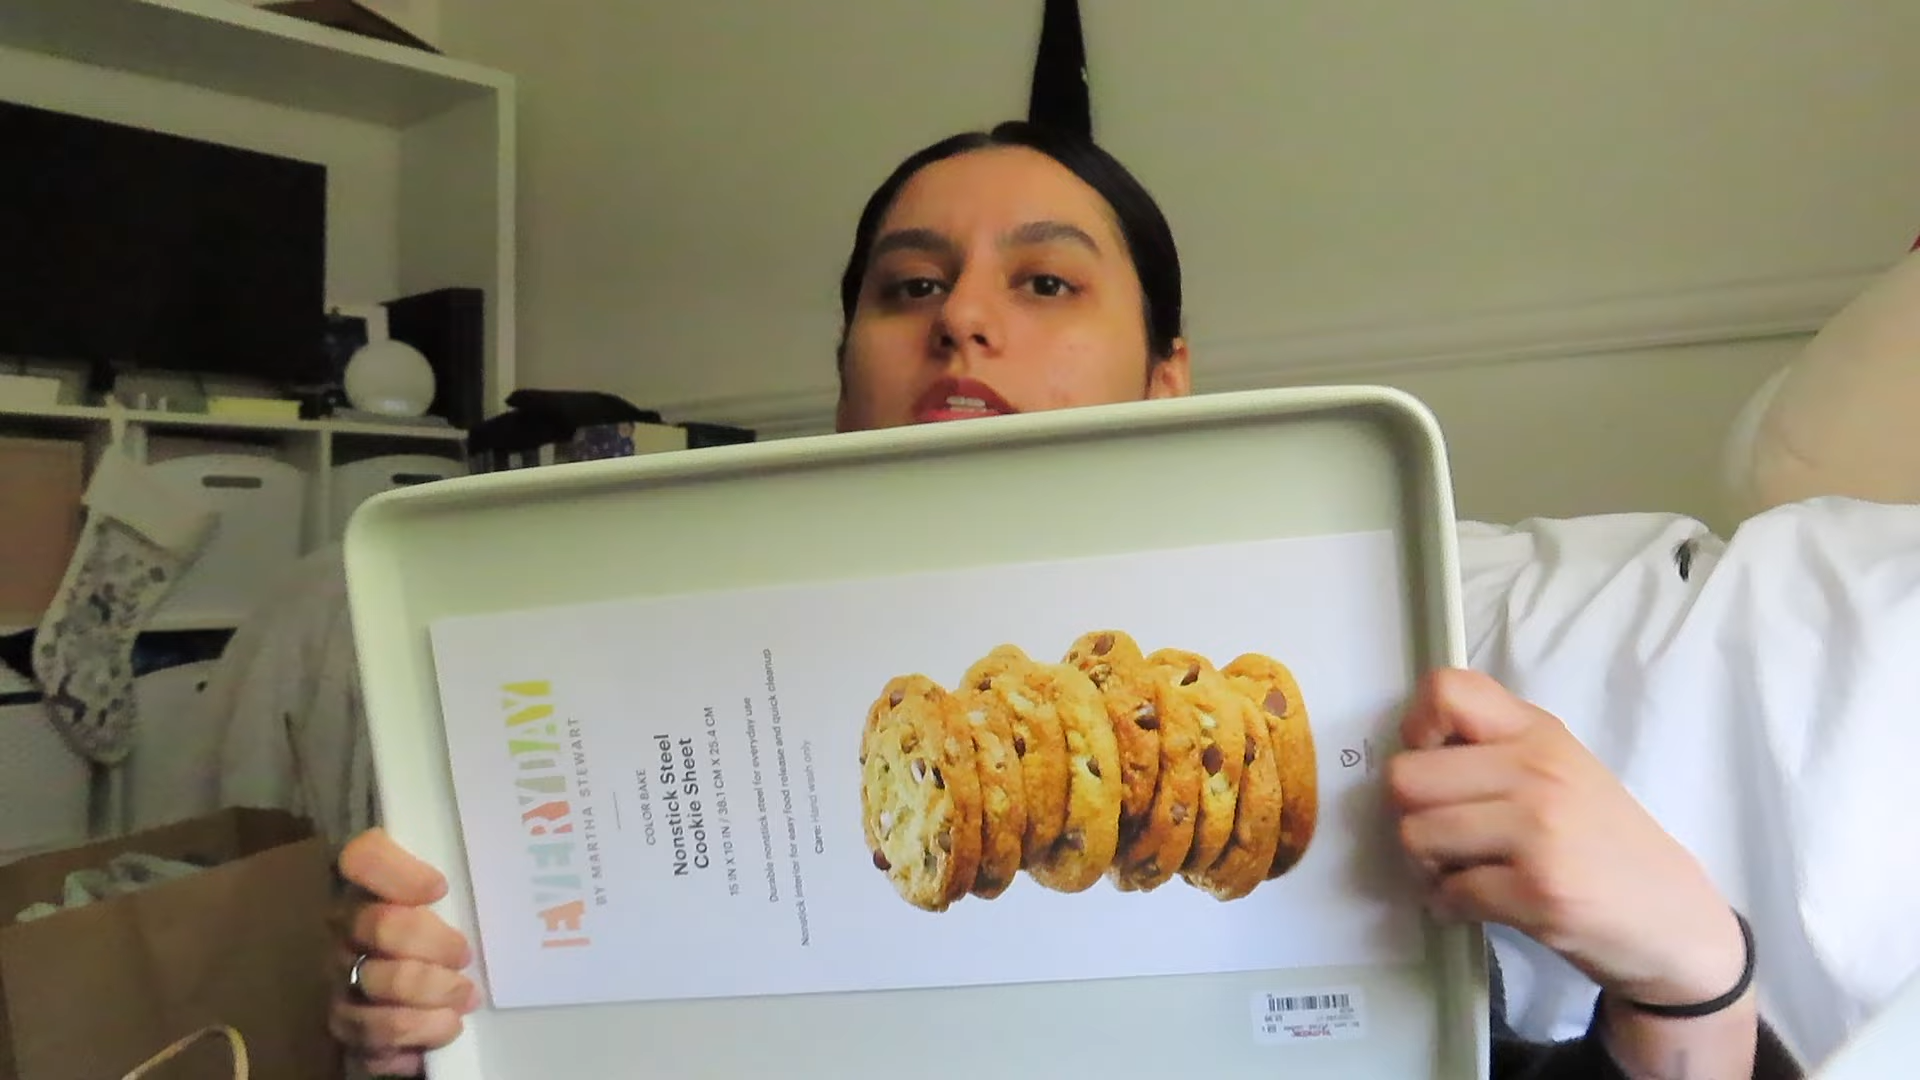 EVERYDAY
BY MARTHA STEWART
COLOR BAKE
Nonstick Steel
Cookie Sheet
15 IN X 10 IN / 38.1 CM X 25.4 CM
Durable nonstick steel for everyday use
Nonstick interior for easy food release and quick cleanup
Care: Hand wash only